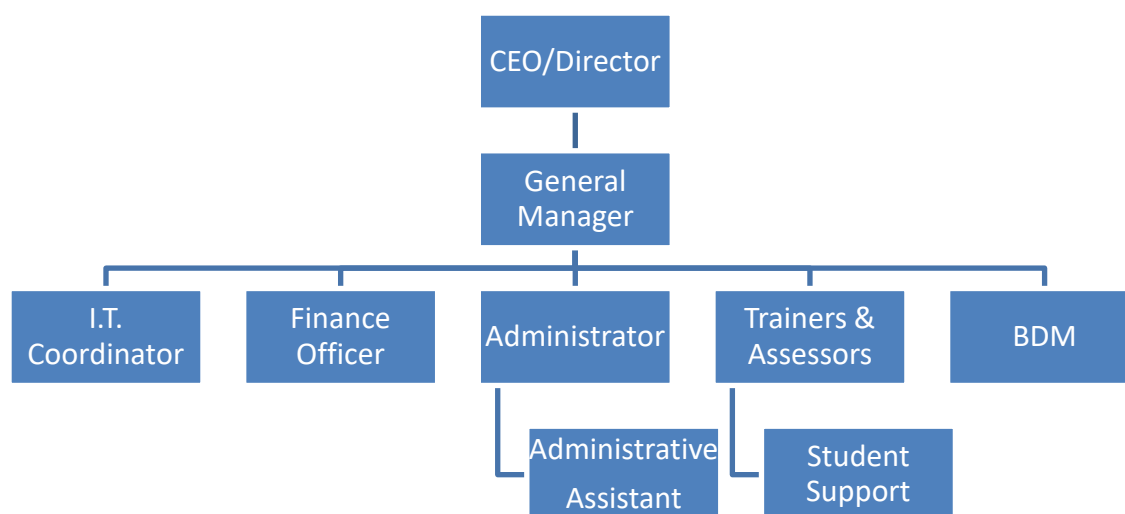 CEO/Director
General
Manager
I.T.
Coordinator
Finance
Officer
Administrator
Trainers &
Assessors
BDM
Administrative
Assistant
Student
Support